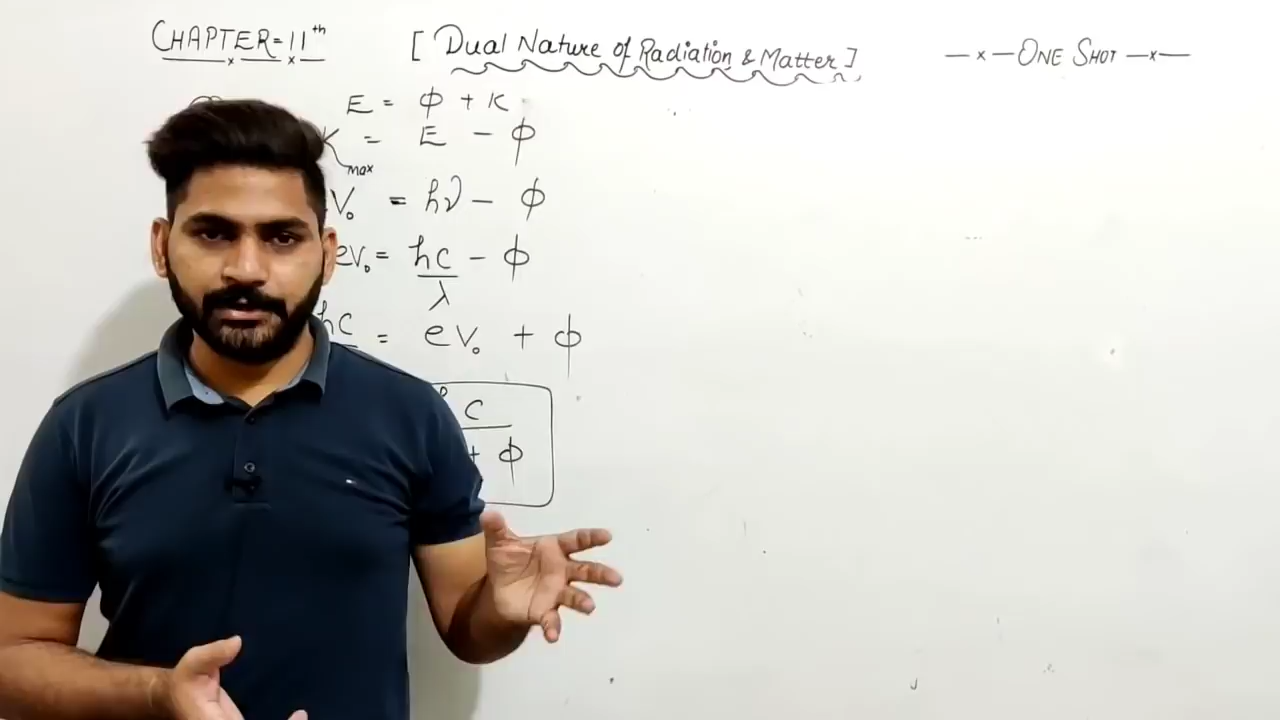 CHAPTER-11th [Dual Nature of Radiation & Matter] —x—ONE SHOT—x—
E = ϕ + K
K max = E - ϕ
V₀ = hν - ϕ
eV₀ = hc/λ - ϕ
hc = eV₀ + ϕ
c
+ ϕ